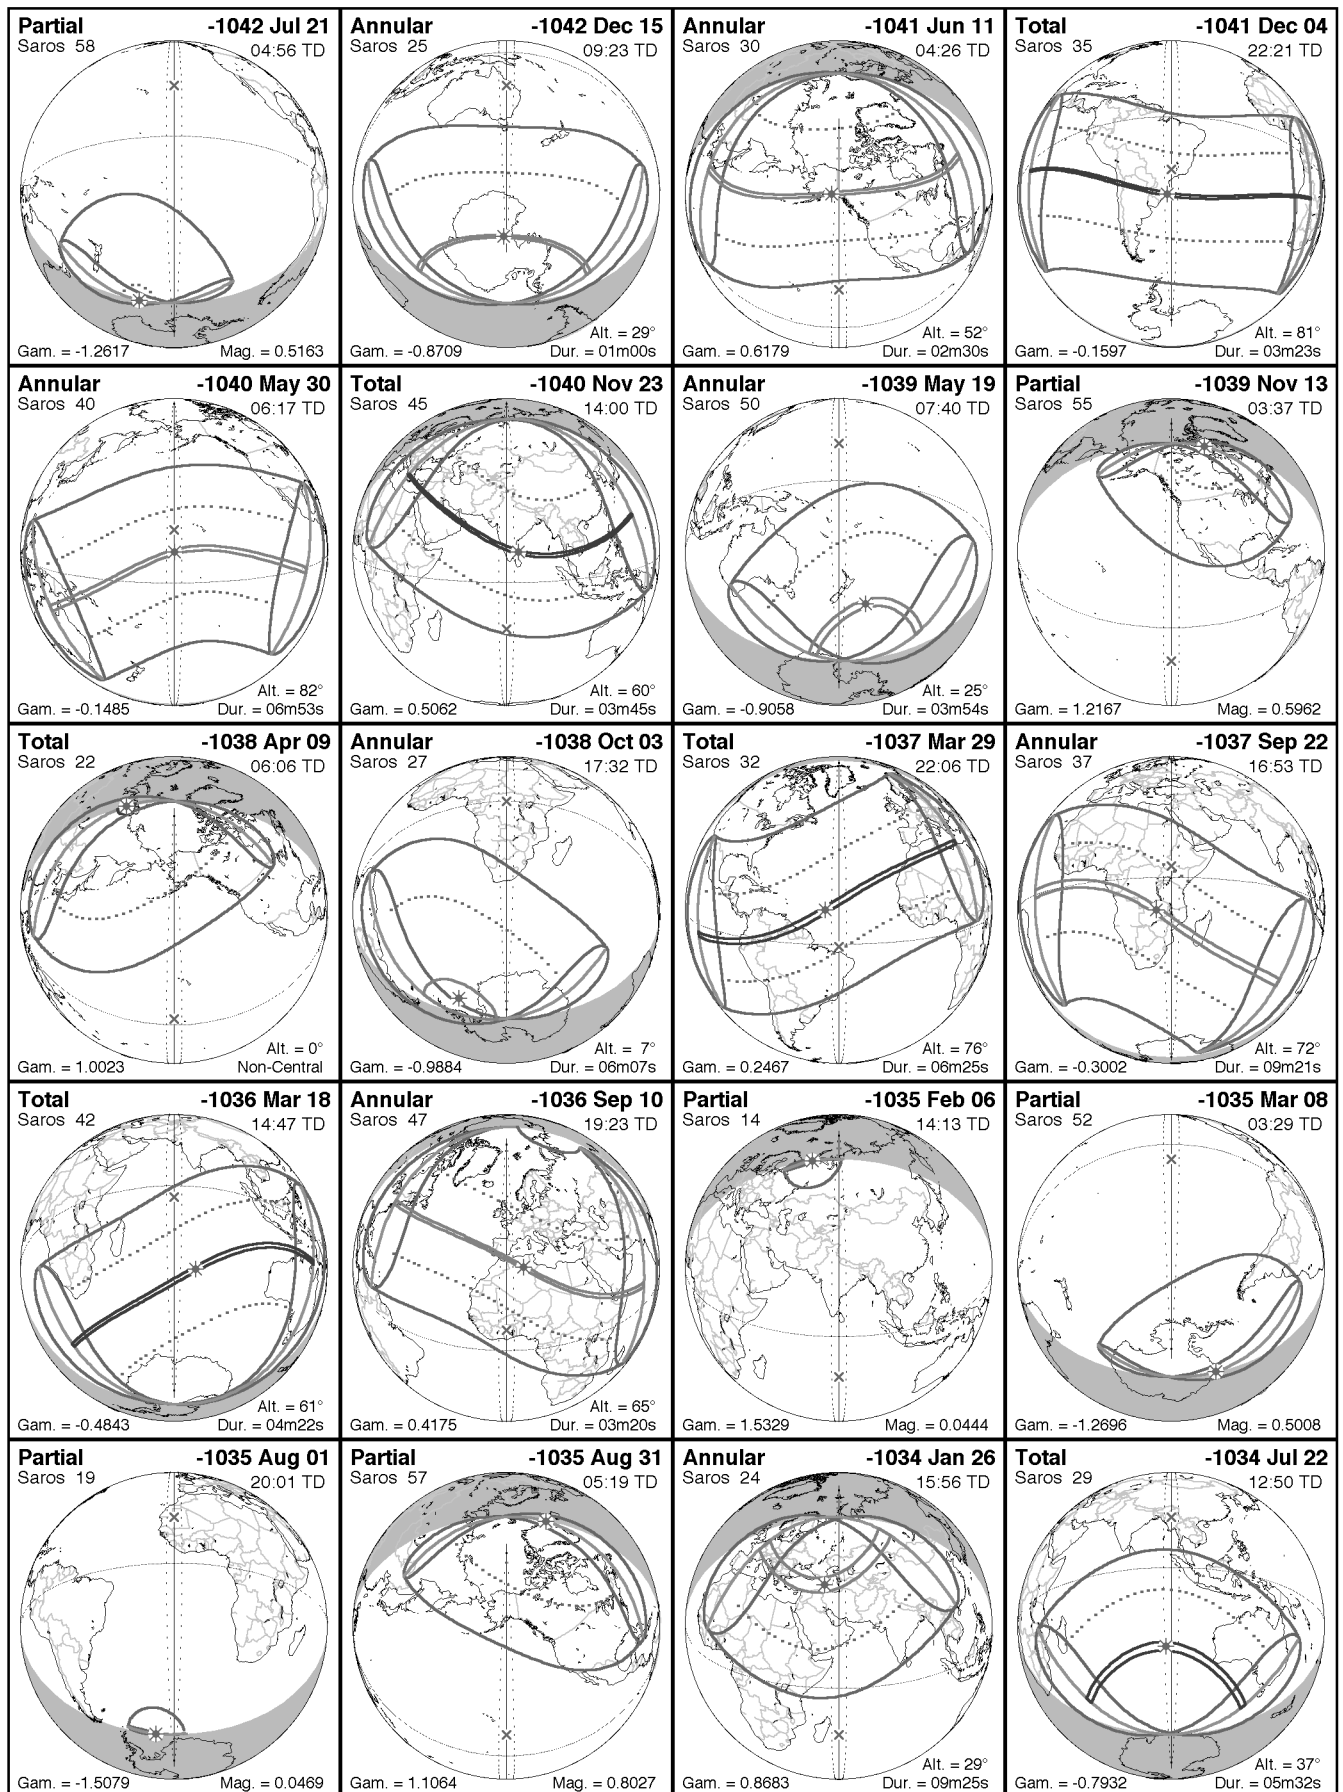 Partial -1042 Jul 21
Saros 58 04:56 TD
Gam. = -1.2617 Mag. = 0.5163
Annular -1042 Dec 15
Saros 25 09:23 TD
Alt. = 29°
Gam. = -0.8709 Dur. = 01m00s
Annular -1041 Jun 11
Saros 30 04:26 TD
Alt. = 52°
Gam. = 0.6179 Dur. = 02m30s
Total -1041 Dec 04
Saros 35 22:21 TD
Alt. = 81°
Gam. = -0.1597 Dur. = 03m23s
Annular -1040 May 30
Saros 40 06:17 TD
Alt. = 82°
Gam. = -0.1485 Dur. = 06m53s
Total -1040 Nov 23
Saros 45 14:00 TD
Alt. = 60°
Gam. = 0.5062 Dur. = 03m45s
Annular -1039 May 19
Saros 50 07:40 TD
Alt. = 25°
Gam. = -0.9058 Dur. = 03m54s
Partial -1039 Nov 13
Saros 55 03:37 TD
Gam. = 1.2167 Mag. = 0.5962
Total -1038 Apr 09
Saros 22 06:06 TD
Alt. = 0°
Gam. = 1.0023 Non-Central
Annular -1038 Oct 03
Saros 27 17:32 TD
Alt. = 7°
Gam. = -0.9884 Dur. = 06m07s
Total -1037 Mar 29
Saros 32 22:06 TD
Alt. = 76°
Gam. = 0.2467 Dur. = 06m25s
Annular -1037 Sep 22
Saros 37 16:53 TD
Alt. = 72°
Gam. = -0.3002 Dur. = 09m21s
Total -1036 Mar 18
Saros 42 14:47 TD
Alt. = 61°
Gam. = -0.4843 Dur. = 04m22s
Annular -1036 Sep 10
Saros 47 19:23 TD
Alt. = 65°
Gam. = 0.4175 Dur. = 03m20s
Partial -1035 Feb 06
Saros 14 14:13 TD
Gam. = 1.5329 Mag. = 0.0444
Partial -1035 Mar 08
Saros 52 03:29 TD
Gam. = -1.2696 Mag. = 0.5008
Partial -1035 Aug 01
Saros 19 20:01 TD
Gam. = -1.5079 Mag. = 0.0469
Partial -1035 Aug 31
Saros 57 05:19 TD
Gam. = 1.1064 Mag. = 0.8027
Annular -1034 Jan 26
Saros 24 15:56 TD
Alt. = 29°
Gam. = 0.8683 Dur. = 09m25s
Total -1034 Jul 22
Saros 29 12:50 TD
Alt. = 37°
Gam. = -0.7932 Dur. = 05m32s